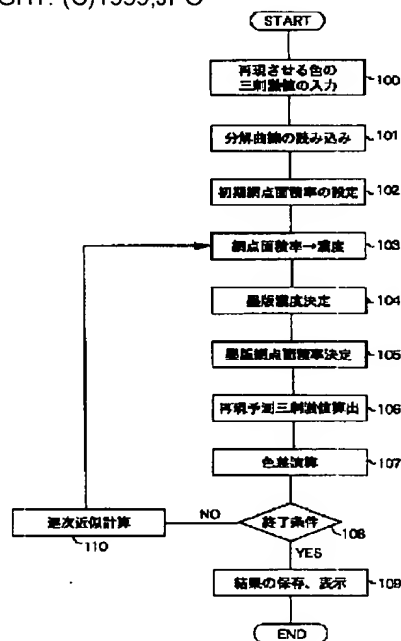 GHT: (C)1999,JPO
START
再現させる色の
三刺激値の入力
100
分解曲線の読み込み
101
初期網点面積率の設定
102
網点面積率→濃度
103
墨版濃度決定
104
墨版網点面積率決定
105
再現予測三刺激値算出
106
色差演算
107
終了条件
108
NO
YES
逐次近似計算
110
結果の保存、表示
109
END